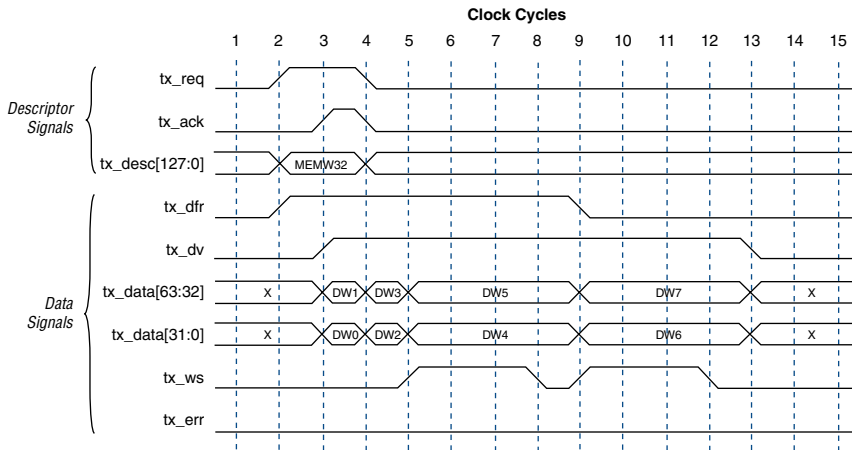 Clock Cycles
1 2 3 4 5 6 7 8 9 10 11 12 13 14 15
Descriptor
Signals
tx_req
tx_ack
tx_desc[127:0] MEMW32
Data
Signals
tx_dfr
tx_dv
tx_data[63:32] X DW1 DW3 DW5 DW7 X
tx_data[31:0] X DW0 DW2 DW4 DW6 X
tx_ws
tx_err